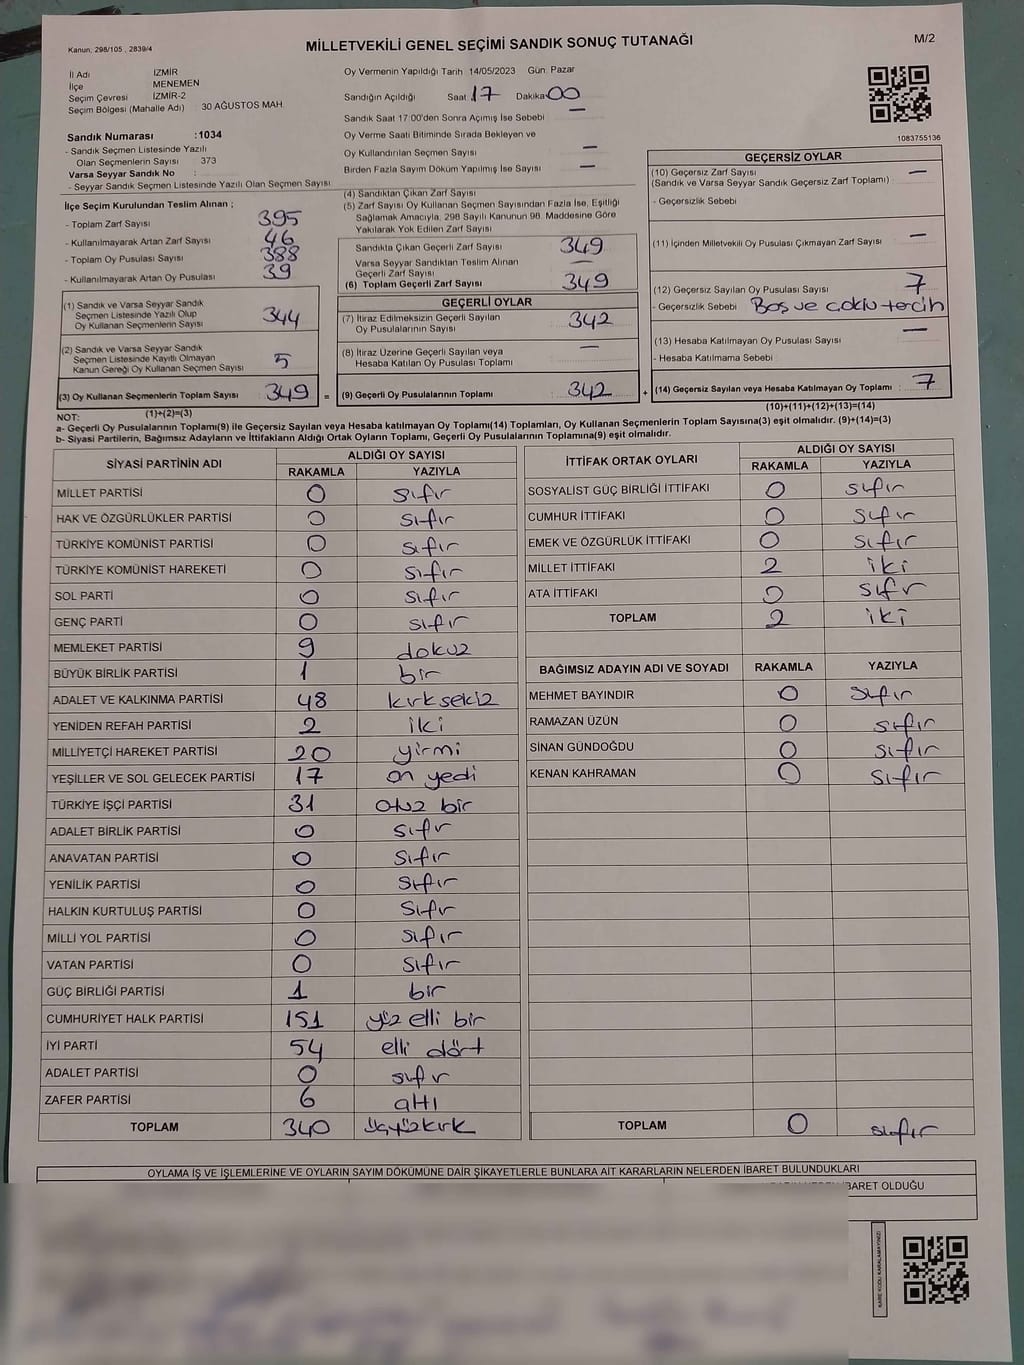 Kanun; 298/105 , 2839/4
MİLLETVEKİLİ GENEL SEÇİMİ SANDIK SONUÇ TUTANAĞI
M/2
İl Adı İZMİR
İlçe MENEMEN
Seçim Çevresi İZMİR-2
Seçim Bölgesi (Mahalle Adı) 30 AĞUSTOS MAH.
Sandık Numarası :1034
- Sandık Seçmen Listesinde Yazılı
Olan Seçmenlerin Sayısı 373
Varsa Seyyar Sandık No :
- Seyyar Sandık Seçmen Listesinde Yazılı Olan Seçmen Sayısı
Oy Vermenin Yapıldığı Tarih 14/05/2023 Gün Pazar
Sandığın Açıldığı Saat 17 Dakika 00
Sandık Saat 17 00'den Sonra Açımış İse Sebebi —
Oy Verme Saati Bitiminde Sırada Bekleyen ve
Oy Kullandırılan Seçmen Sayısı —
Birden Fazla Sayım Döküm Yapılmış İse Sayısı —
1083755136
İlçe Seçim Kurulundan Teslim Alınan ;
- Toplam Zarf Sayısı 395
- Kullanılmayarak Artan Zarf Sayısı 46
- Toplam Oy Pusulası Sayısı 388
- Kullanılmayarak Artan Oy Pusulası 39
(1) Sandık ve Varsa Seyyar Sandık
Seçmen Listesinde Yazılı Olup
Oy Kullanan Seçmenlerin Sayısı 344
(2) Sandık ve Varsa Seyyar Sandık
Seçmen Listesinde Kayıtlı Olmayan
Kanun Gereği Oy Kullanan Seçmen Sayısı 5
(3) Oy Kullanan Seçmenlerin Toplam Sayısı 349 =
(1)+(2)=(3)
(4) Sandıktan Çıkan Zarf Sayısı
(5) Zarf Sayısı Oy Kullanan Seçmen Sayısından Fazla İse, Eşitliği
Sağlamak Amacıyla, 298 Sayılı Kanunun 98. Maddesine Göre
Yakılarak Yok Edilen Zarf Sayısı
Sandıkta Çıkan Geçerli Zarf Sayısı 349
Varsa Seyyar Sandıktan Teslim Alınan
Geçerli Zarf Sayısı —
(6) Toplam Geçerli Zarf Sayısı 349
GEÇERLİ OYLAR
(7) İtiraz Edilmeksizin Geçerli Sayılan
Oy Pusulalarının Sayısı 342
(8) İtiraz Üzerine Geçerli Sayılan veya
Hesaba Katılan Oy Pusulası Toplamı —
(9) Geçerli Oy Pusulalarının Toplamı 342 +
GEÇERSİZ OYLAR
(10) Geçersiz Zarf Sayısı —
(Sandık ve Varsa Seyyar Sandık Geçersiz Zarf Toplamı)
- Geçersizlik Sebebi
(11) İçinden Milletvekili Oy Pusulası Çıkmayan Zarf Sayısı —
(12) Geçersiz Sayılan Oy Pusulası Sayısı 7
- Geçersizlik Sebebi Boş ve çoklu tercih
(13) Hesaba Katılmayan Oy Pusulası Sayısı —
- Hesaba Katılmama Sebebi
(14) Geçersiz Sayılan veya Hesaba Katılmayan Oy Toplamı 7
(10)+(11)+(12)+(13)=(14)
NOT:
a- Geçerli Oy Pusulalarının Toplamı(9) ile Geçersiz Sayılan veya Hesaba katılmayan Oy Toplamı(14) Toplamları, Oy Kullanan Seçmenlerin Toplam Sayısına(3) eşit olmalıdır. (9)+(14)=(3)
b- Siyasi Partilerin, Bağımsız Adayların ve İttifakların Aldığı Ortak Oyların Toplamı, Geçerli Oy Pusulalarının Toplamına(9) eşit olmalıdır.
SİYASİ PARTİNİN ADI ALDIĞI OY SAYISI
RAKAMLA YAZIYLA
MİLLET PARTİSİ 0 sıfır
HAK VE ÖZGÜRLÜKLER PARTİSİ 0 sıfır
TÜRKİYE KOMÜNİST PARTİSİ 0 sıfır
TÜRKİYE KOMÜNİST HAREKETİ 0 sıfır
SOL PARTİ 0 sıfır
GENÇ PARTİ 0 sıfır
MEMLEKET PARTİSİ 9 dokuz
BÜYÜK BİRLİK PARTİSİ 1 bir
ADALET VE KALKINMA PARTİSİ 48 kırksekiz
YENİDEN REFAH PARTİSİ 2 iki
MİLLİYETÇİ HAREKET PARTİSİ 20 yirmi
YEŞİLLER VE SOL GELECEK PARTİSİ 17 on yedi
TÜRKİYE İŞÇİ PARTİSİ 31 otuz bir
ADALET BİRLİK PARTİSİ 0 sıfır
ANAVATAN PARTİSİ 0 sıfır
YENİLİK PARTİSİ 0 sıfır
HALKIN KURTULUŞ PARTİSİ 0 sıfır
MİLLİ YOL PARTİSİ 0 sıfır
VATAN PARTİSİ 0 sıfır
GÜÇ BİRLİĞİ PARTİSİ 1 bir
CUMHURİYET HALK PARTİSİ 151 yüz elli bir
İYİ PARTİ 54 elli dört
ADALET PARTİSİ 0 sıfır
ZAFER PARTİSİ 6 altı
TOPLAM 340 üçyüzkırk
İTTİFAK ORTAK OYLARI ALDIĞI OY SAYISI
RAKAMLA YAZIYLA
SOSYALİST GÜÇ BİRLİĞİ İTTİFAKI 0 sıfır
CUMHUR İTTİFAKI 0 sıfır
EMEK VE ÖZGÜRLÜK İTTİFAKI 0 sıfır
MİLLET İTTİFAKI 2 iki
ATA İTTİFAKI 0 sıfır
TOPLAM 2 iki
BAĞIMSIZ ADAYIN ADI VE SOYADI RAKAMLA YAZIYLA
MEHMET BAYINDIR 0 sıfır
RAMAZAN ÜZÜN 0 sıfır
SİNAN GÜNDOĞDU 0 sıfır
KENAN KAHRAMAN 0 sıfır
TOPLAM 0 sıfır
OYLAMA İŞ VE İŞLEMLERİNE VE OYLARIN SAYIM DÖKÜMÜNE DAİR ŞİKAYETLERLE BUNLARA AİT KARARLARIN NELERDEN İBARET BULUNDUKLARI
İBARET OLDUĞU
KARE KODU KARALAMAYINIZ!